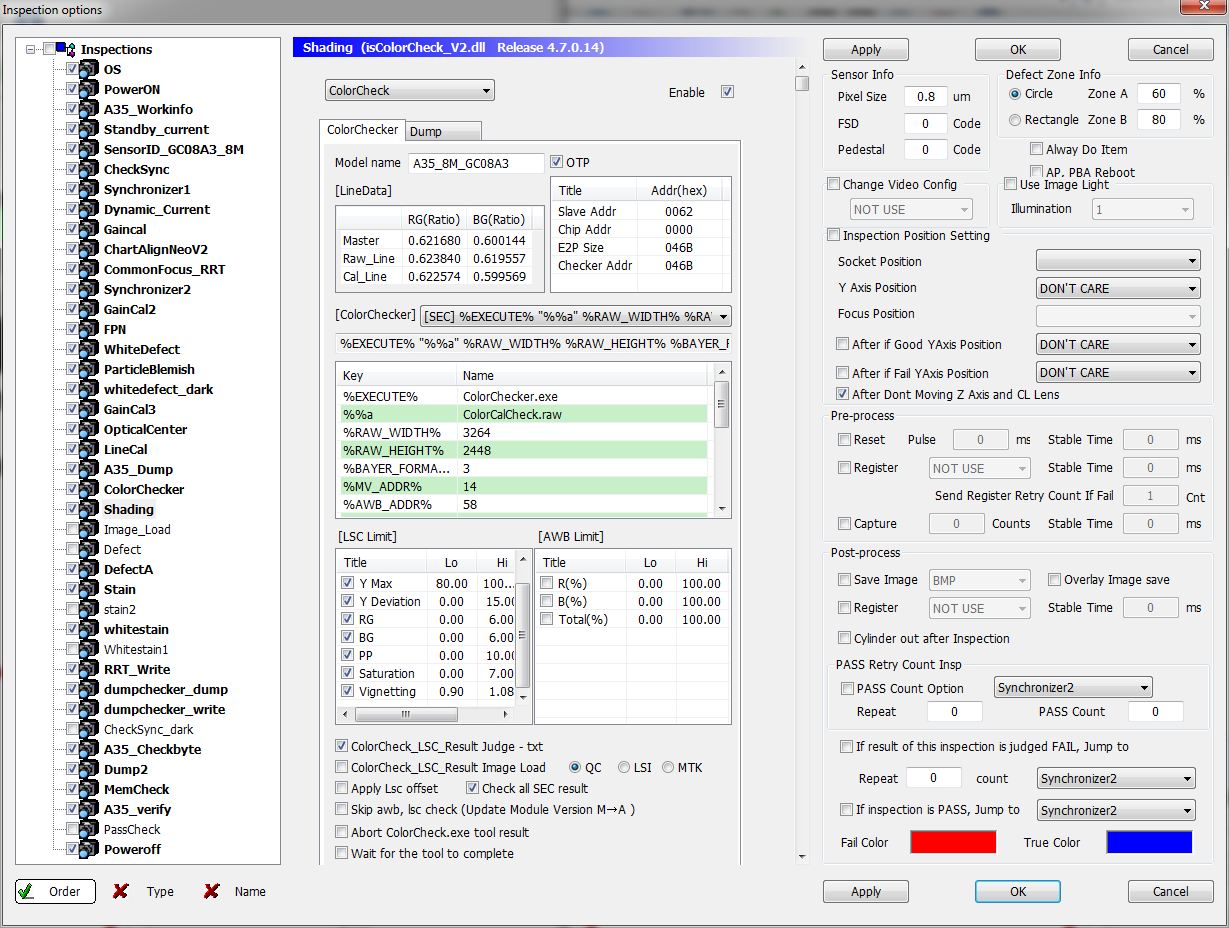 Inspection options
Inspections
OS
PowerON
A35_Workinfo
Standby_current
SensorID_GC08A3_8M
CheckSync
Synchronizer1
Dynamic_Current
Gaincal
ChartAlignNeoV2
CommonFocus_RRT
Synchronizer2
GainCal2
FPN
WhiteDefect
ParticleBlemish
whitedefect_dark
GainCal3
OpticalCenter
LineCal
A35_Dump
ColorChecker
Shading
Image_Load
Defect
DefectA
Stain
stain2
whitestain
Whitestain1
RRT_Write
dumpchecker_dump
dumpchecker_write
CheckSync_dark
A35_Checkbyte
Dump2
MemCheck
A35_verify
PassCheck
Poweroff
Order Type Name
Shading (isColorCheck_V2.dll Release 4.7.0.14)
ColorCheck Enable
ColorChecker Dump
Model name A35_8M_GC08A3 OTP
[LineData]
RG(Ratio) BG(Ratio)
Master 0.621680 0.600144
Raw_Line 0.623840 0.619557
Cal_Line 0.622574 0.599569
Title Addr(hex)
Slave Addr 0062
Chip Addr 0000
E2P Size 046B
Checker Addr 046B
[ColorChecker] [SEC] %EXECUTE% "%%a" %RAW_WIDTH% %RA
%EXECUTE% "%%a" %RAW_WIDTH% %RAW_HEIGHT% %BAYER_F
Key Name
%EXECUTE% ColorChecker.exe
%%a ColorCalCheck.raw
%RAW_WIDTH% 3264
%RAW_HEIGHT% 2448
%BAYER_FORMA... 3
%MV_ADDR% 14
%AWB_ADDR% 58
[LSC Limit]
Title Lo Hi
Y Max 80.00 100...
Y Deviation 0.00 15.00
RG 0.00 6.00
BG 0.00 6.00
PP 0.00 10.00
Saturation 0.00 7.00
Vignetting 0.90 1.08
[AWB Limit]
Title Lo Hi
R(%) 0.00 100.00
B(%) 0.00 100.00
Total(%) 0.00 100.00
ColorCheck_LSC_Result Judge - txt
ColorCheck_LSC_Result Image Load QC LSI MTK
Apply Lsc offset Check all SEC result
Skip awb, lsc check (Update Module Version M→A )
Abort ColorCheck.exe tool result
Wait for the tool to complete
Apply OK Cancel
Sensor Info
Pixel Size 0.8 um
FSD 0 Code
Pedestal 0 Code
Defect Zone Info
Circle Zone A 60 %
Rectangle Zone B 80 %
Alway Do Item
AP, PBA Reboot
Change Video Config
NOT USE
Use Image Light
Illumination 1
Inspection Position Setting
Socket Position
Y Axis Position DON'T CARE
Focus Position
After if Good YAxis Position DON'T CARE
After if Fail YAxis Position DON'T CARE
After Dont Moving Z Axis and CL Lens
Pre-process
Reset Pulse 0 ms Stable Time 0 ms
Register NOT USE Stable Time 0 ms
Send Register Retry Count If Fail 1 Cnt
Capture 0 Counts Stable Time 0 ms
Post-process
Save Image BMP Overlay Image save
Register NOT USE Stable Time 0 ms
Cylinder out after Inspection
PASS Retry Count Insp
PASS Count Option Synchronizer2
Repeat 0 PASS Count 0
If result of this inspection is judged FAIL, Jump to
Repeat 0 count Synchronizer2
If inspection is PASS, Jump to Synchronizer2
Fail Color True Color
Apply OK Cancel